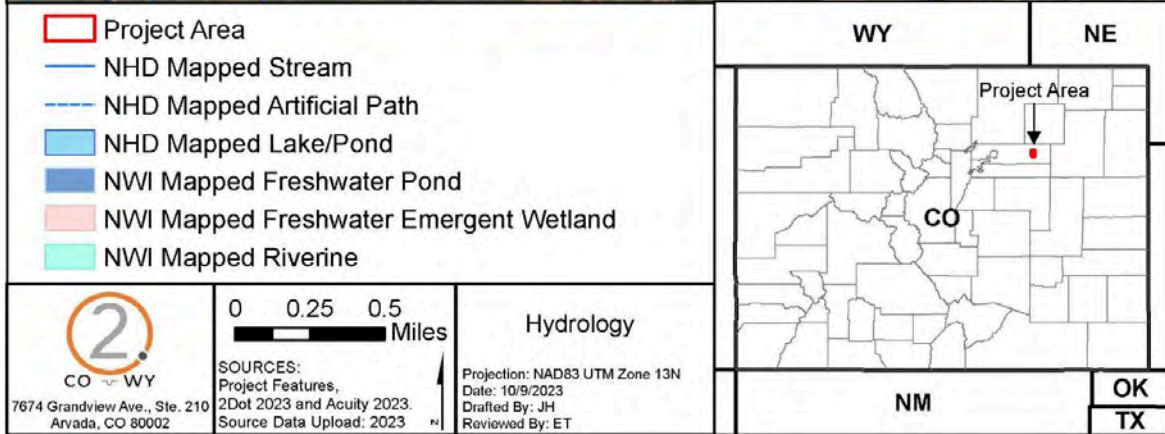 Project Area
NHD Mapped Stream
NHD Mapped Artificial Path
NHD Mapped Lake/Pond
NWI Mapped Freshwater Pond
NWI Mapped Freshwater Emergent Wetland
NWI Mapped Riverine
2.
CO WY
7674 Grandview Ave., Ste. 210
Arvada, CO 80002
0 0.25 0.5
Miles
SOURCES:
Project Features,
2Dot 2023 and Acuity 2023.
Source Data Upload: 2023
N
Hydrology
Projection: NAD83 UTM Zone 13N
Date: 10/9/2023
Drafted By: JH
Reviewed By: ET
WY
NE
Project Area
CO
NM
OK
TX